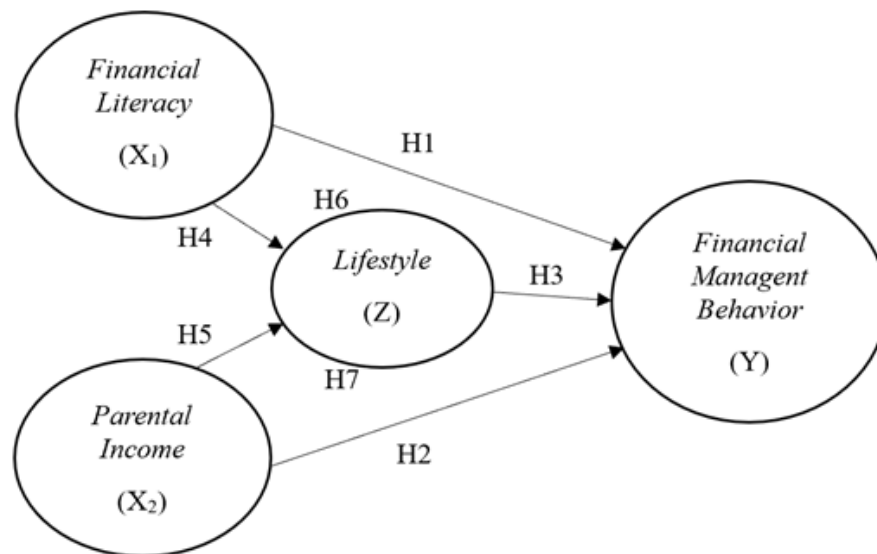 Financial
Literacy
(X₁)
H1
H6
H4
Lifestyle
(Z)
H3
Financial
Managent
Behavior
(Y)
H5
H7
Parental
Income
(X₂)
H2